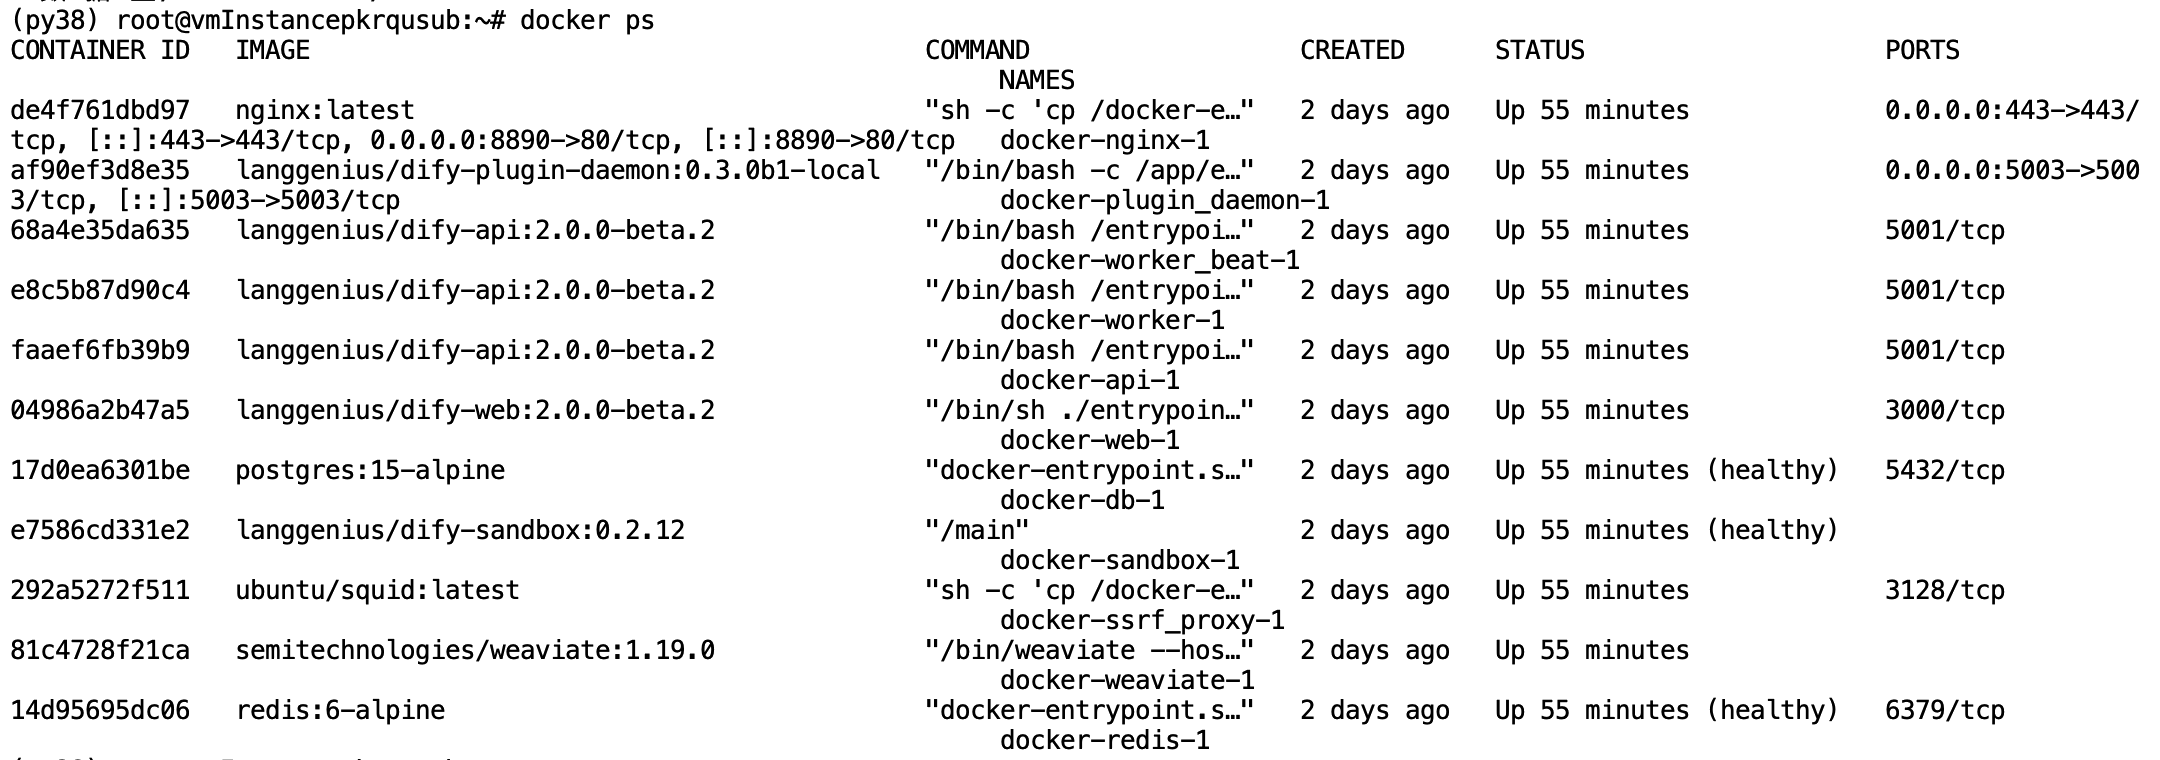 (py38) root@vmInstancepkrqusub:~# docker ps
CONTAINER ID   IMAGE                                         COMMAND                  CREATED      STATUS                    PORTS
                                                                  NAMES
de4f761dbd97   nginx:latest                                  "sh -c 'cp /docker-e…"   2 days ago   Up 55 minutes             0.0.0.0:443->443/
tcp, [::]:443->443/tcp, 0.0.0.0:8890->80/tcp, [::]:8890->80/tcp   docker-nginx-1
af90ef3d8e35   langgenius/dify-plugin-daemon:0.3.0b1-local   "/bin/bash -c /app/e…"   2 days ago   Up 55 minutes             0.0.0.0:5003->500
3/tcp, [::]:5003->5003/tcp                                        docker-plugin_daemon-1
68a4e35da635   langgenius/dify-api:2.0.0-beta.2              "/bin/bash /entrypoi…"   2 days ago   Up 55 minutes             5001/tcp
                                                                  docker-worker_beat-1
e8c5b87d90c4   langgenius/dify-api:2.0.0-beta.2              "/bin/bash /entrypoi…"   2 days ago   Up 55 minutes             5001/tcp
                                                                  docker-worker-1
faaef6fb39b9   langgenius/dify-api:2.0.0-beta.2              "/bin/bash /entrypoi…"   2 days ago   Up 55 minutes             5001/tcp
                                                                  docker-api-1
04986a2b47a5   langgenius/dify-web:2.0.0-beta.2              "/bin/sh ./entrypoin…"   2 days ago   Up 55 minutes             3000/tcp
                                                                  docker-web-1
17d0ea6301be   postgres:15-alpine                            "docker-entrypoint.s…"   2 days ago   Up 55 minutes (healthy)   5432/tcp
                                                                  docker-db-1
e7586cd331e2   langgenius/dify-sandbox:0.2.12                "/main"                  2 days ago   Up 55 minutes (healthy)
                                                                  docker-sandbox-1
292a5272f511   ubuntu/squid:latest                           "sh -c 'cp /docker-e…"   2 days ago   Up 55 minutes             3128/tcp
                                                                  docker-ssrf_proxy-1
81c4728f21ca   semitechnologies/weaviate:1.19.0              "/bin/weaviate --hos…"   2 days ago   Up 55 minutes
                                                                  docker-weaviate-1
14d95695dc06   redis:6-alpine                                "docker-entrypoint.s…"   2 days ago   Up 55 minutes (healthy)   6379/tcp
                                                                  docker-redis-1